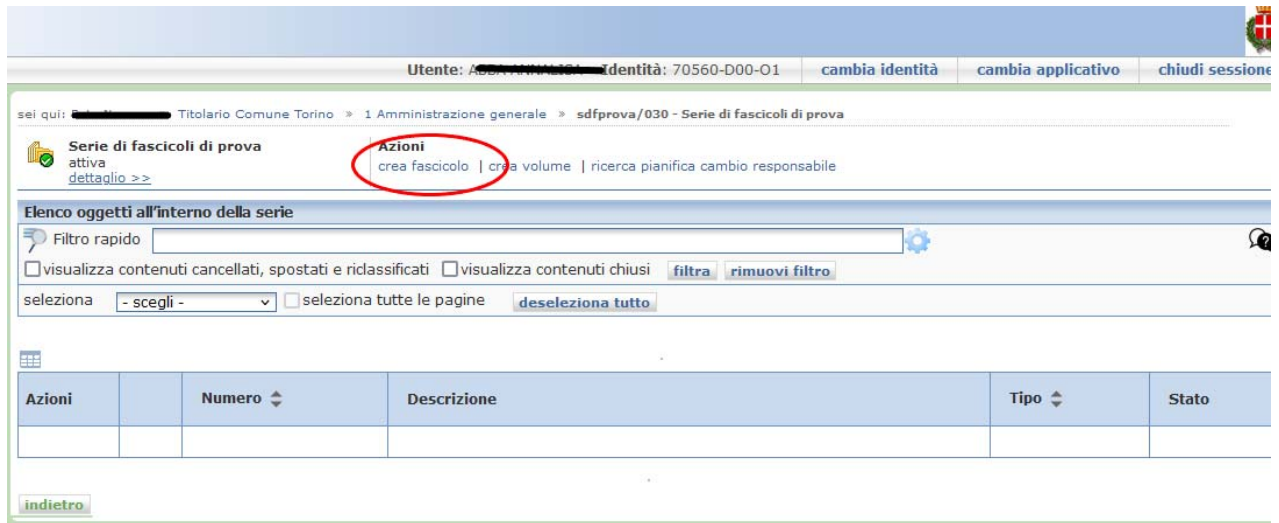 Utente: Identità: 70560-D00-O1 cambia identità cambia applicativo chiudi sessione
sei qui: Titolario Comune Torino » 1 Amministrazione generale » sdfprova/030 - Serie di fascicoli di prova
Serie di fascicoli di prova
attiva
dettaglio >>
Azioni
crea fascicolo | crea volume | ricerca pianifica cambio responsabile
Elenco oggetti all'interno della serie
Filtro rapido
visualizza contenuti cancellati, spostati e riclassificati visualizza contenuti chiusi filtra rimuovi filtro
seleziona - scegli - seleziona tutte le pagine deseleziona tutto
Azioni Numero Descrizione Tipo Stato
indietro